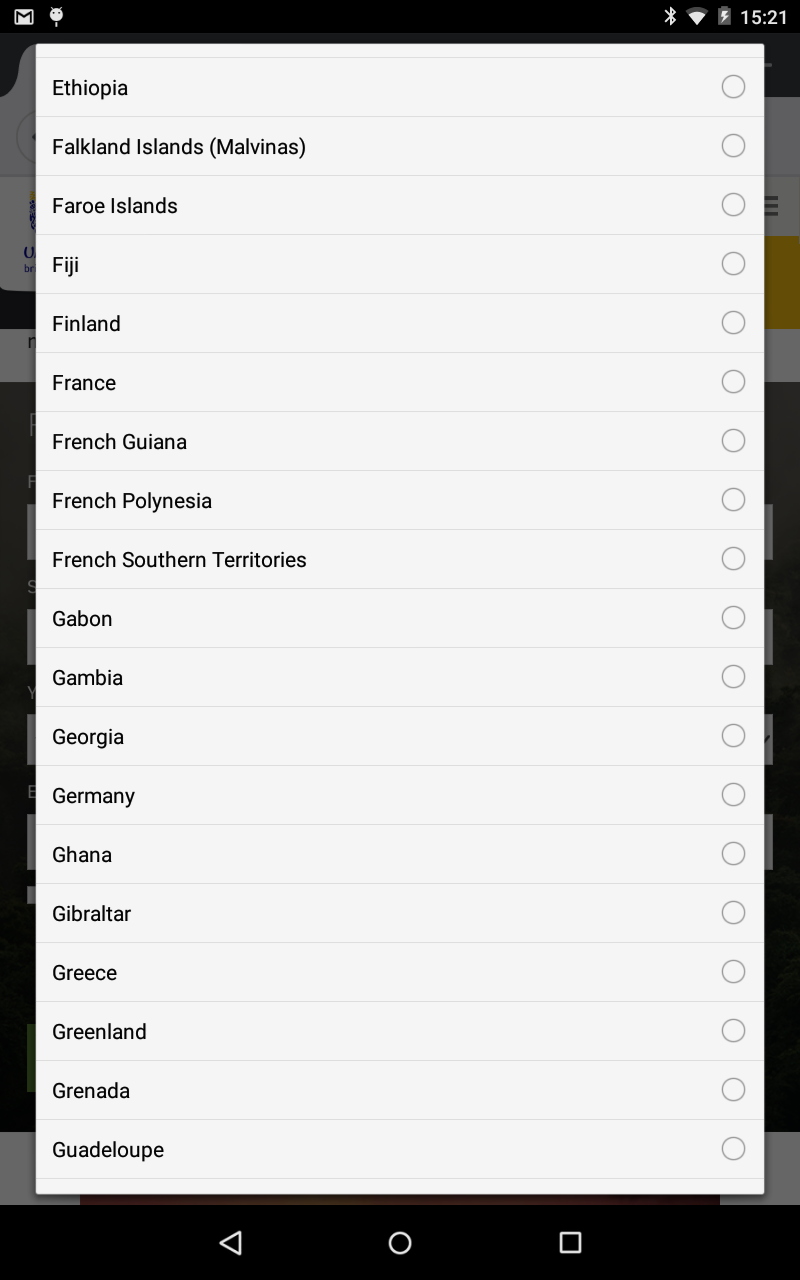 15:21
Ethiopia
Falkland Islands (Malvinas)
Faroe Islands
Fiji
Finland
France
French Guiana
French Polynesia
French Southern Territories
Gabon
Gambia
Georgia
Germany
Ghana
Gibraltar
Greece
Greenland
Grenada
Guadeloupe